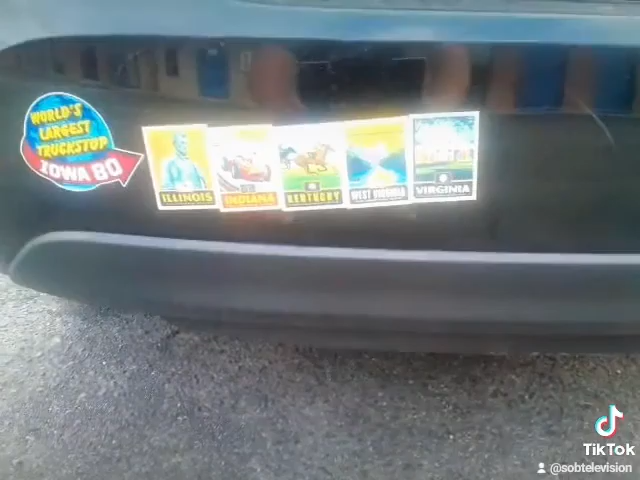 WORLD'S
LARGEST
TRUCKSTOP
IOWA 80
ILLINOIS
INDIANA
KENTUCKY
WEST VIRGINIA
VIRGINIA
TikTok
@sobtelevision